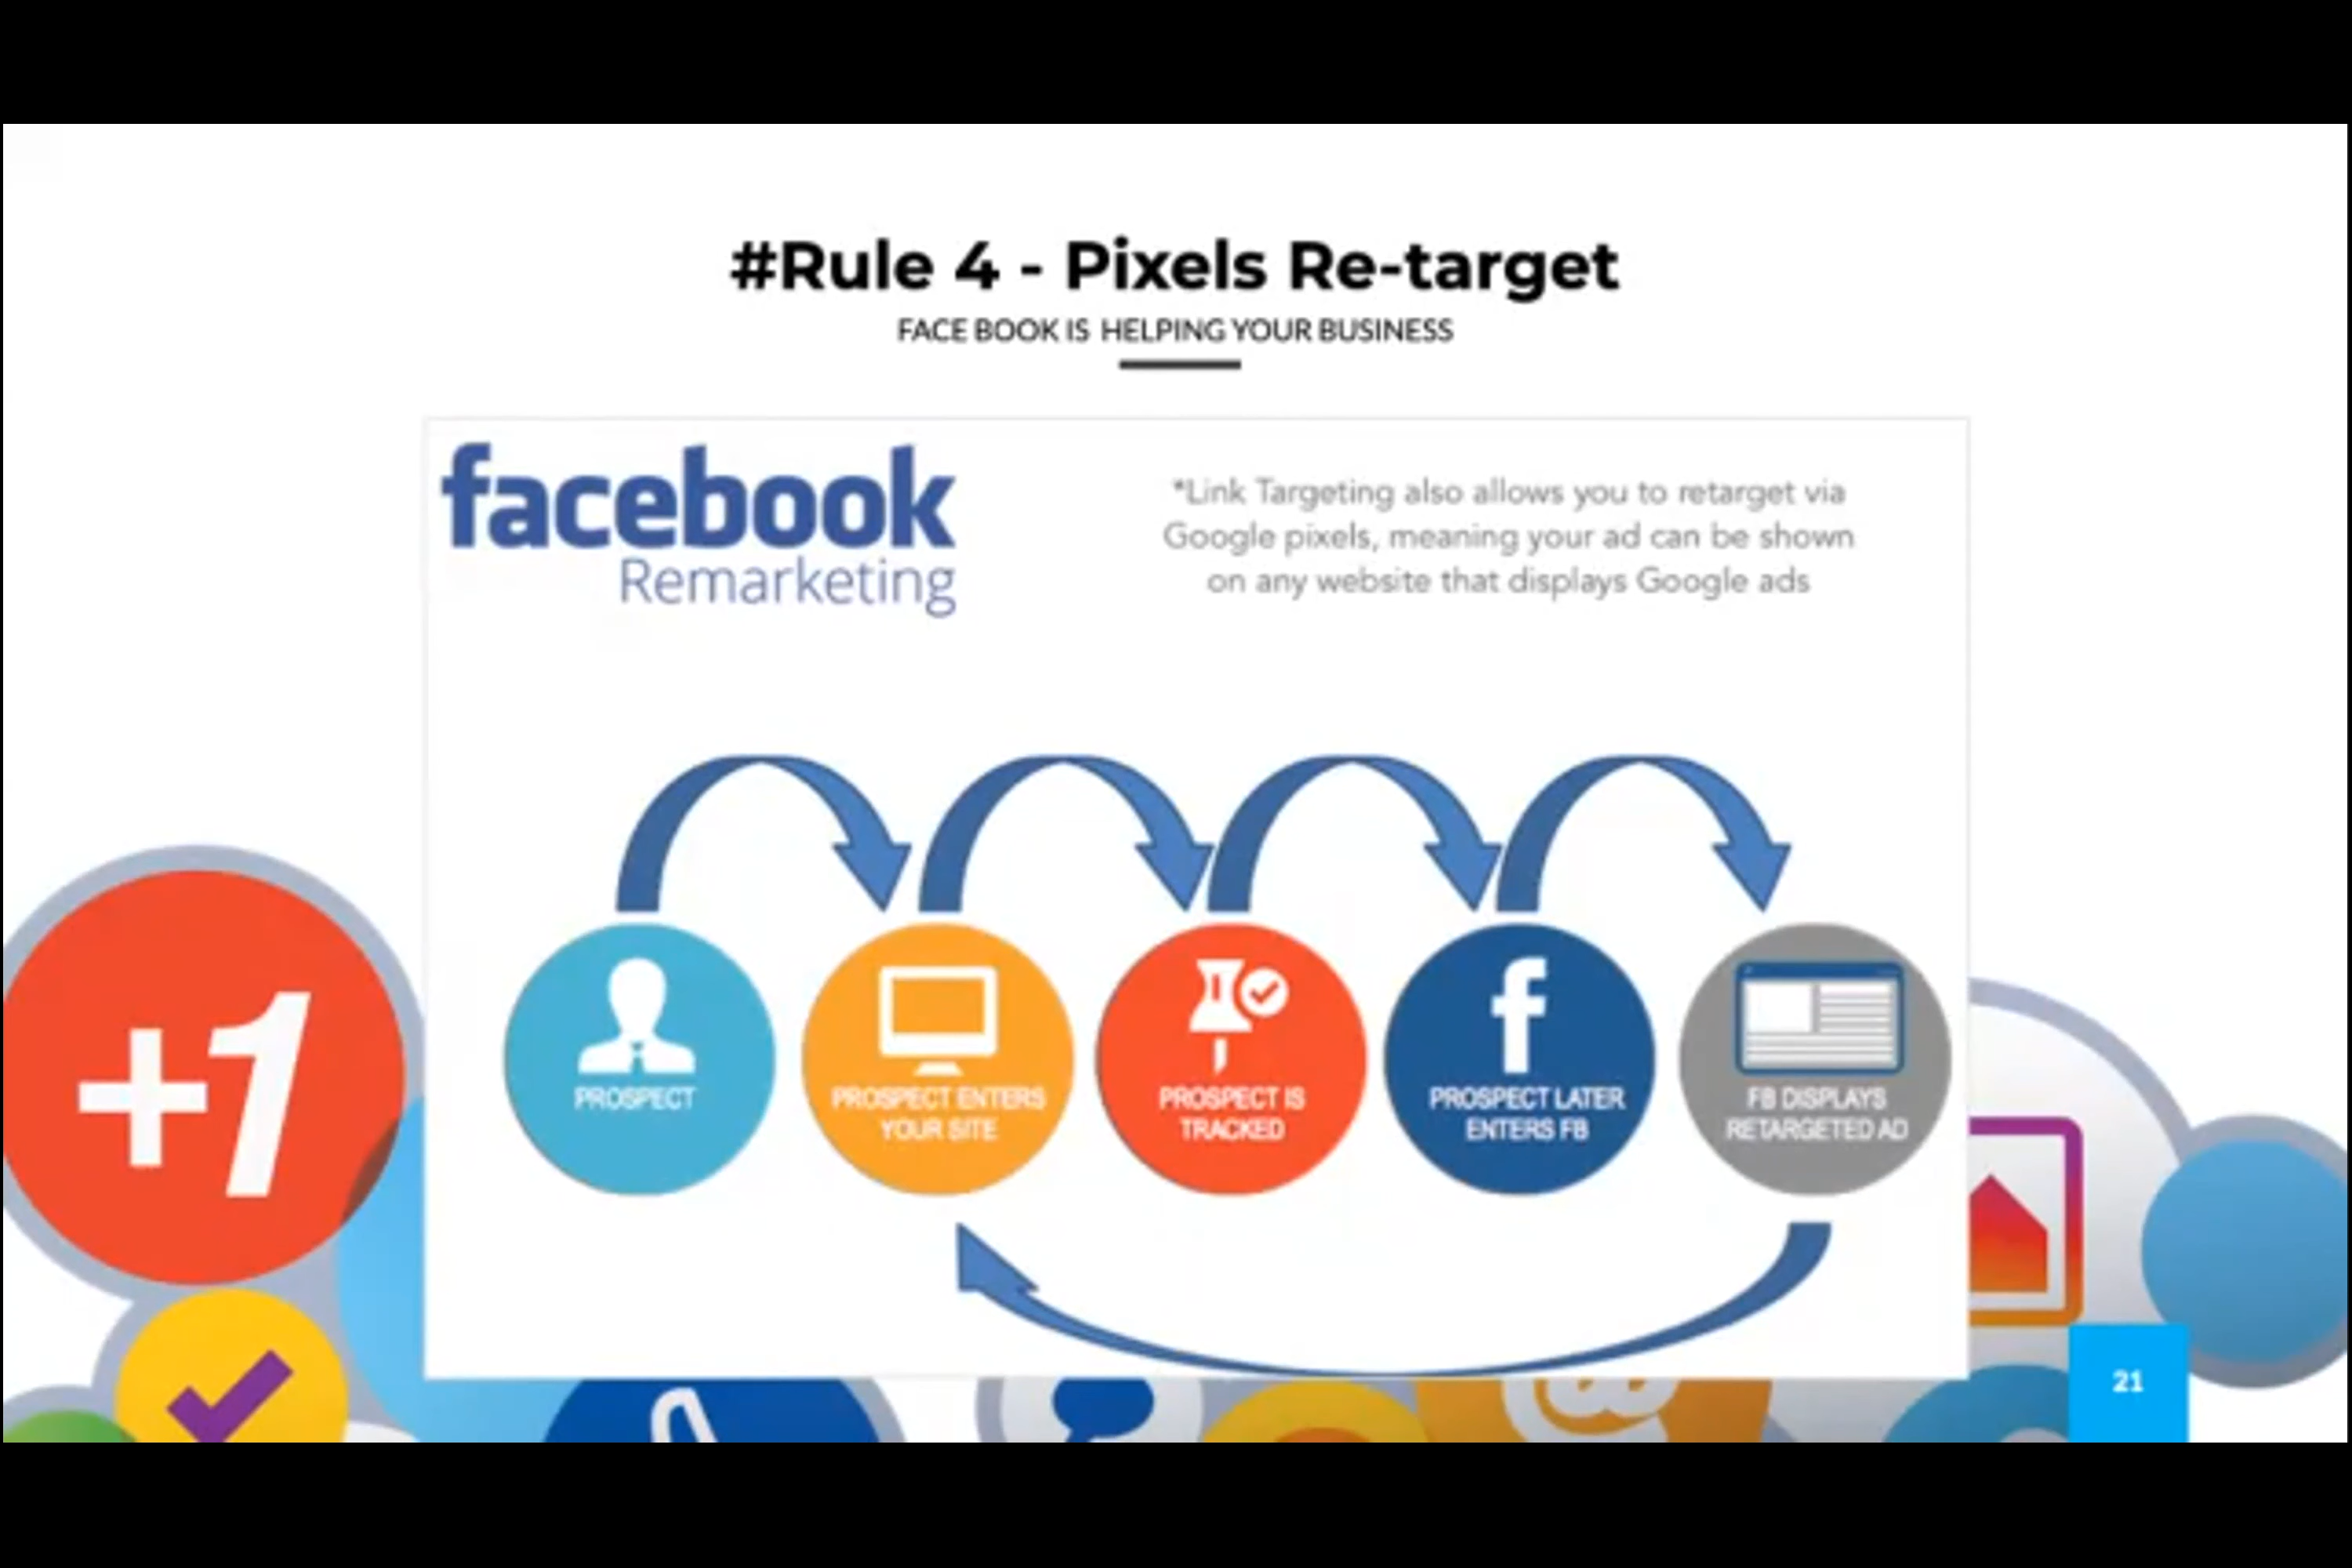 #Rule 4 - Pixels Re-target
FACE BOOK IS HELPING YOUR BUSINESS
facebook
Remarketing
*Link Targeting also allows you to retarget via
Google pixels, meaning your ad can be shown
on any website that displays Google ads
PROSPECT
PROSPECT ENTERS
YOUR SITE
PROSPECT IS
TRACKED
f
PROSPECT LATER
ENTERS FB
FB DISPLAYS
RETARGETED AD
+1
@
21